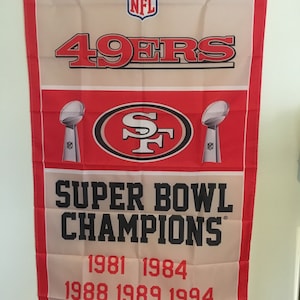 NFL
49ERS
SF
SUPER BOWL
CHAMPIONS
1981 1984
1988 1989 1994